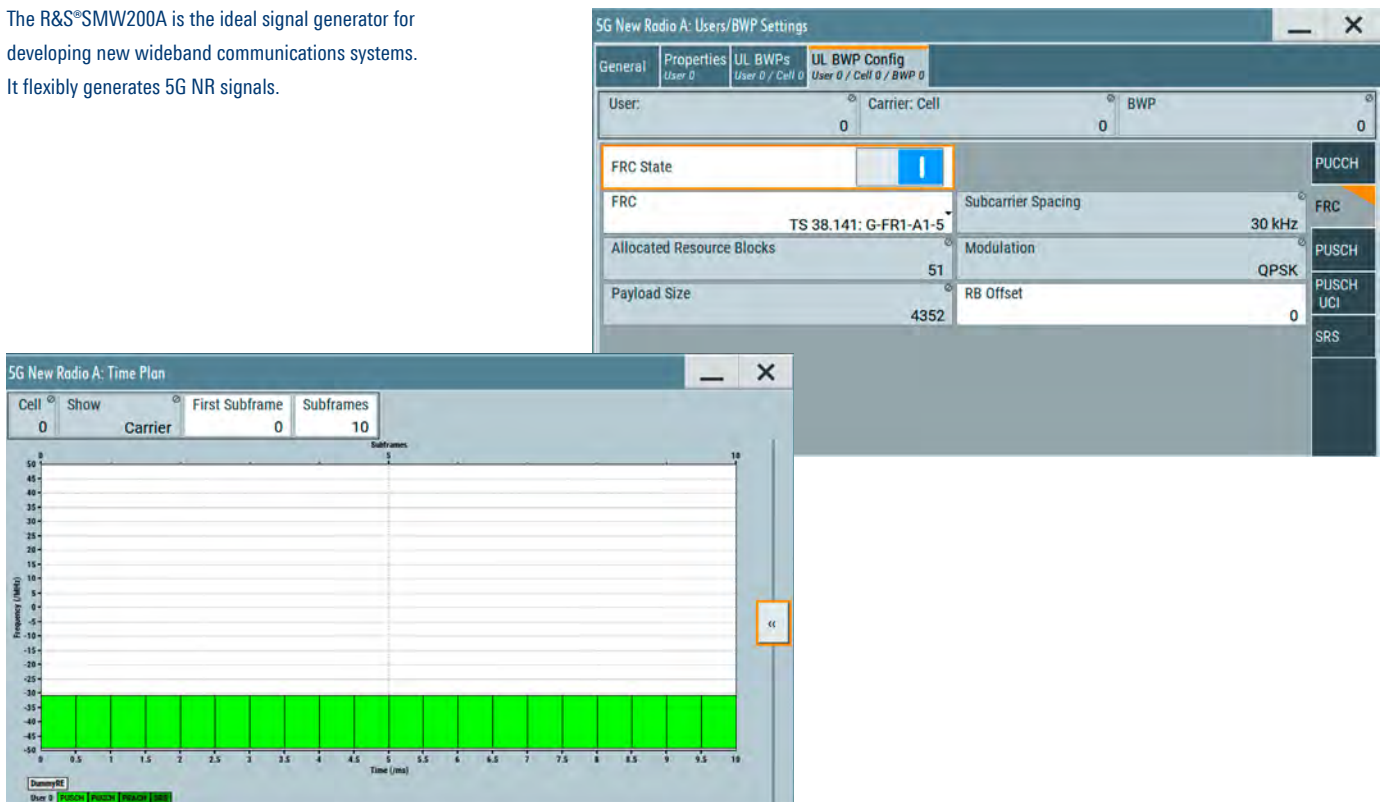 The R&S®SMW200A is the ideal signal generator for
developing new wideband communications systems.
It flexibly generates 5G NR signals.
5G New Radio A: Users/BWP Settings
General
Properties
User 0
UL BWPs
User 0 / Cell 0
UL BWP Config
User 0 / Cell 0 / BWP 0
User:
0
Carrier: Cell
0
BWP
0
FRC State
FRC
TS 38.141: G-FR1-A1-5
Subcarrier Spacing
30 kHz
Allocated Resource Blocks
51
Modulation
QPSK
Payload Size
4352
RB Offset
0
PUCCH
FRC
PUSCH
PUSCH
UCI
SRS
5G New Radio A: Time Plan
Cell
0
Show
Carrier
First Subframe
0
Subframes
10
Subframes
0 5 10
50
45
40
35
30
25
20
15
10
5
0
-5
-10
-15
-20
-25
-30
-35
-40
-45
-50
Frequency (/MHz)
0 0.5 1 1.5 2 2.5 3 3.5 4 4.5 5 5.5 6 6.5 7 7.5 8 8.5 9 9.5 10
Time (/ms)
DummyRE
User 0 PUSCH PUCCH PRACH SRS